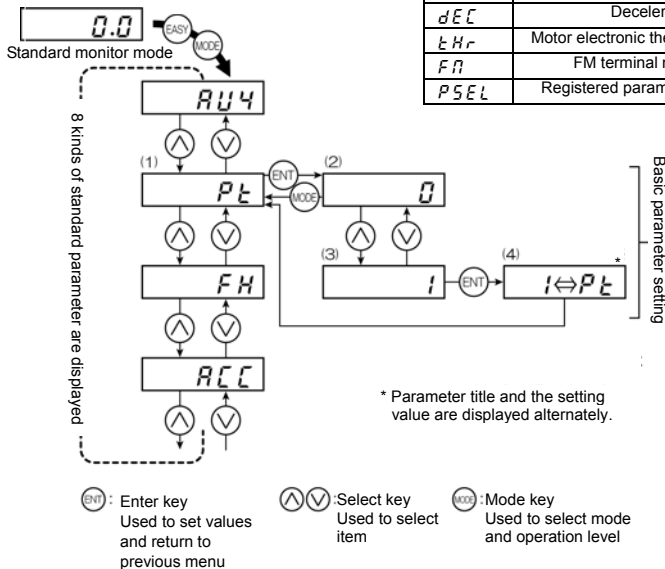 0.0
EASY
MODE
Standard monitor mode
dEC Deceler
tHr Motor electronic the
FM FM terminal
PSEL Registered param
8 kinds of standard parameter are displayed
AU4
(1)
Pt
ENT
MODE
(2)
0
(3)
1
ENT
(4)
*
1⇔Pt
FH
ACC
Basic parameter setting
* Parameter title and the setting
value are displayed alternately.
ENT : Enter key
Used to set values
and return to
previous menu
:Select key
Used to select
item
MODE :Mode key
Used to select mode
and operation level